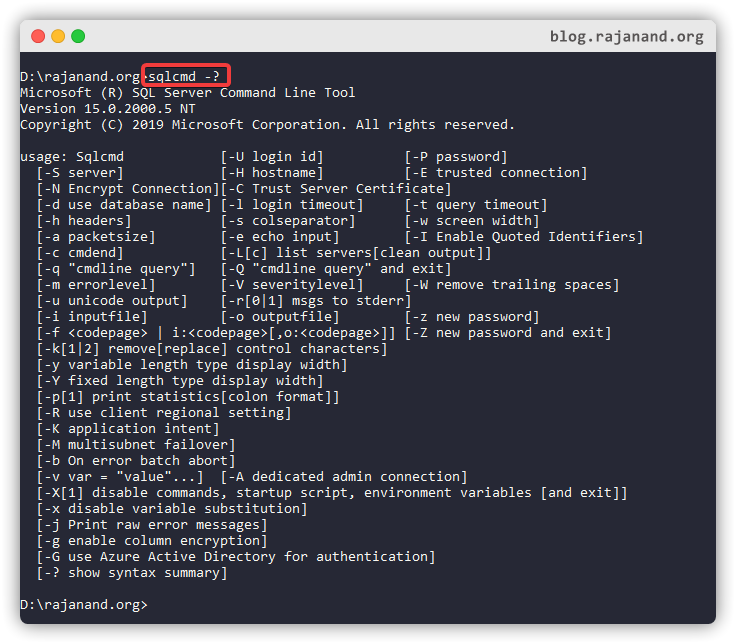 blog.rajanand.org
D:\rajanand.org>sqlcmd -?
Microsoft (R) SQL Server Command Line Tool
Version 15.0.2000.5 NT
Copyright (C) 2019 Microsoft Corporation. All rights reserved.
usage: Sqlcmd            [-U login id]          [-P password]
  [-S server]            [-H hostname]          [-E trusted connection]
  [-N Encrypt Connection][-C Trust Server Certificate]
  [-d use database name] [-l login timeout]     [-t query timeout]
  [-h headers]           [-s colseparator]      [-w screen width]
  [-a packetsize]        [-e echo input]        [-I Enable Quoted Identifiers]
  [-c cmdend]            [-L[c] list servers[clean output]]
  [-q "cmdline query"]   [-Q "cmdline query" and exit]
  [-m errorlevel]        [-V severitylevel]     [-W remove trailing spaces]
  [-u unicode output]    [-r[0|1] msgs to stderr]
  [-i inputfile]         [-o outputfile]        [-z new password]
  [-f <codepage> | i:<codepage>[,o:<codepage>]] [-Z new password and exit]
  [-k[1|2] remove[replace] control characters]
  [-y variable length type display width]
  [-Y fixed length type display width]
  [-p[1] print statistics[colon format]]
  [-R use client regional setting]
  [-K application intent]
  [-M multisubnet failover]
  [-b On error batch abort]
  [-v var = "value"...]  [-A dedicated admin connection]
  [-X[1] disable commands, startup script, environment variables [and exit]]
  [-x disable variable substitution]
  [-j Print raw error messages]
  [-g enable column encryption]
  [-G use Azure Active Directory for authentication]
  [-? show syntax summary]
D:\rajanand.org>